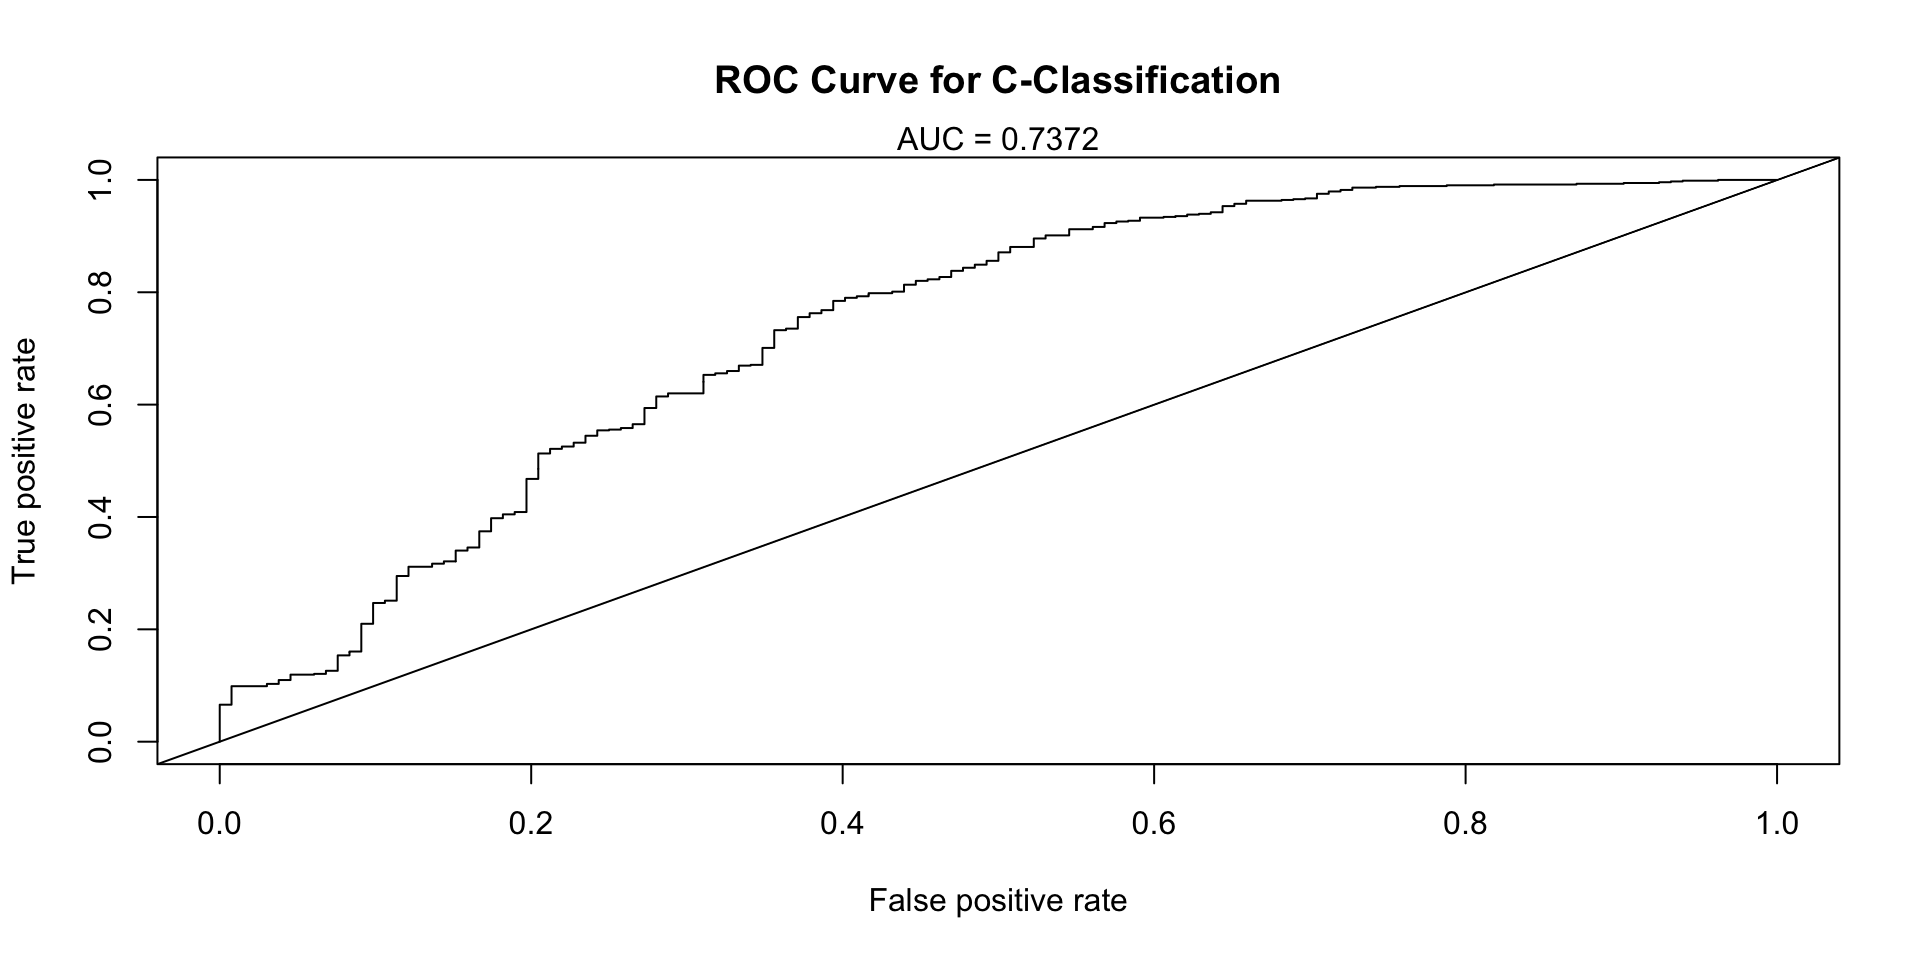 ROC Curve for C-Classification
AUC = 0.7372
True positive rate
1.0
0.8
0.6
0.4
0.2
0.0
0.0 0.2 0.4 0.6 0.8 1.0
False positive rate